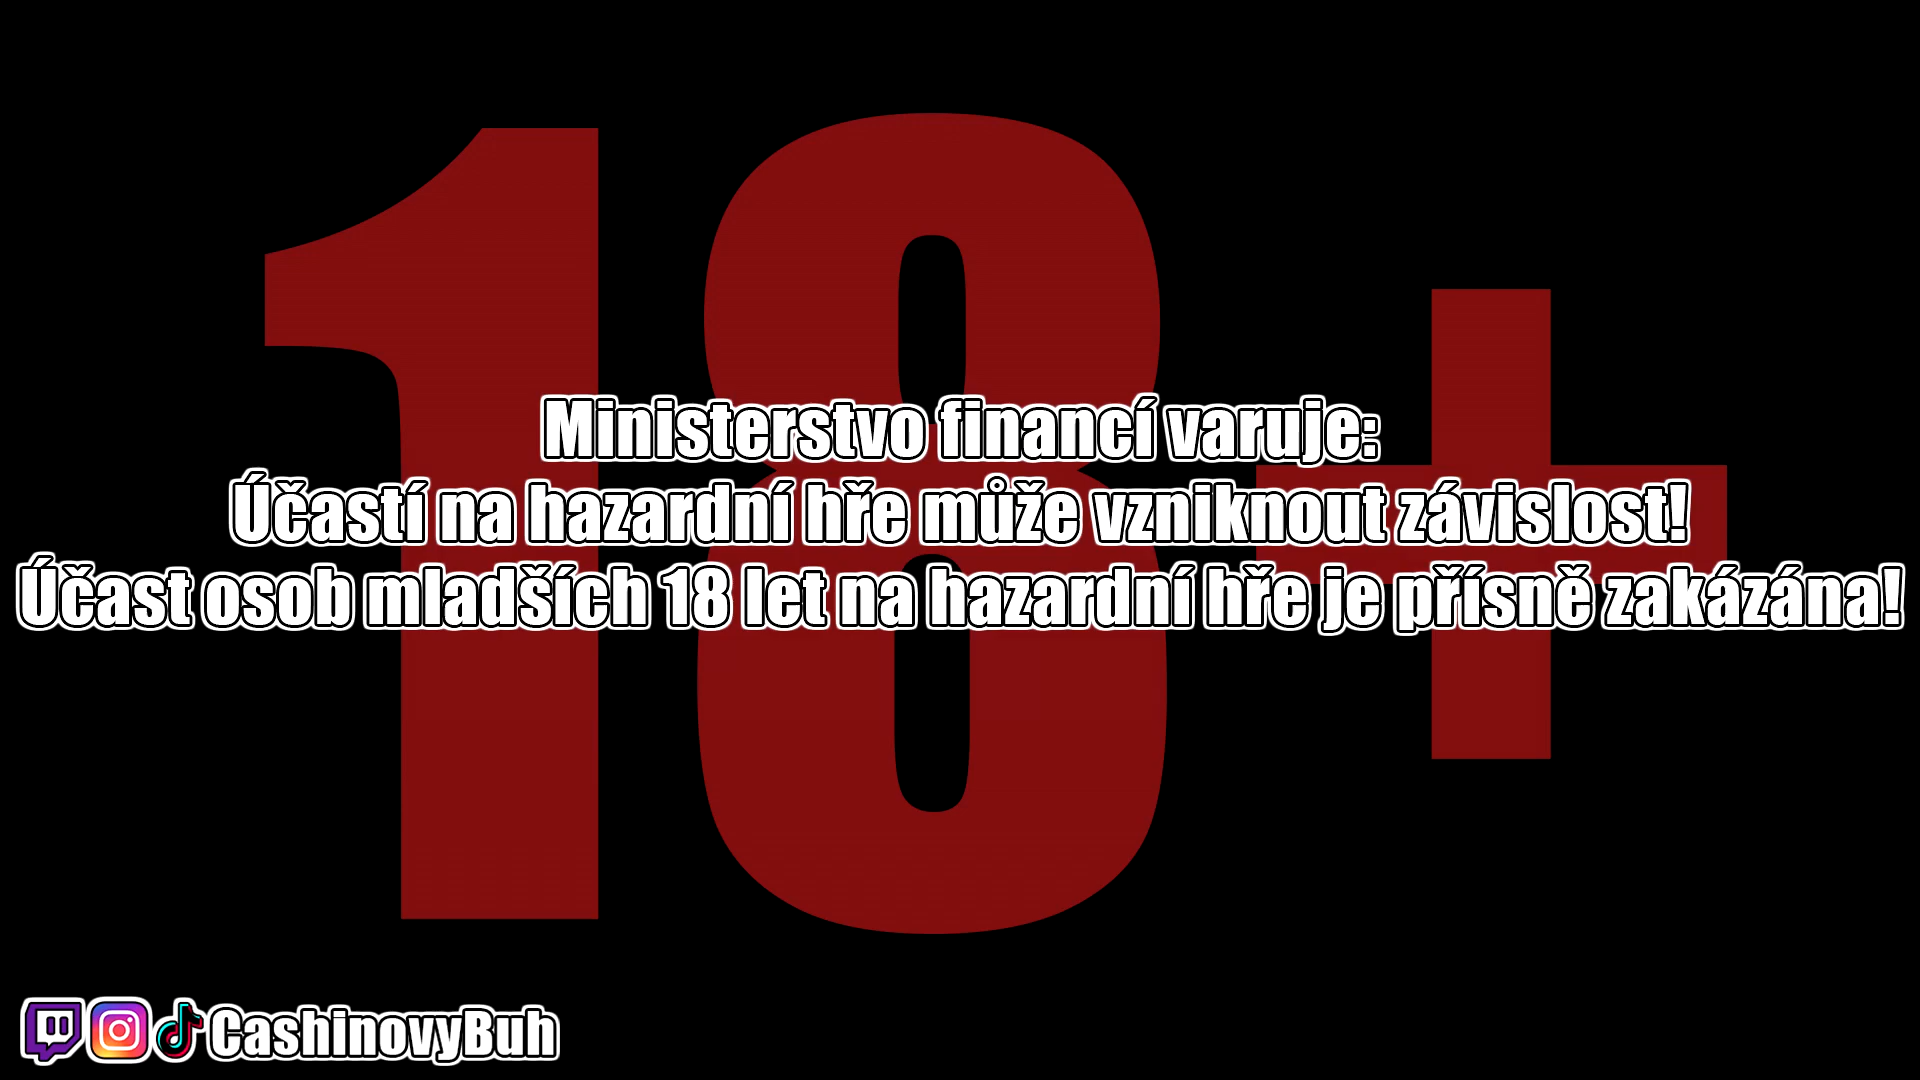 18+
Ministerstvo financí varuje:
Účastí na hazardní hře může vzniknout závislost!
Účast osob mladších 18 let na hazardní hře je přísně zakázána!
CashinovyBuh